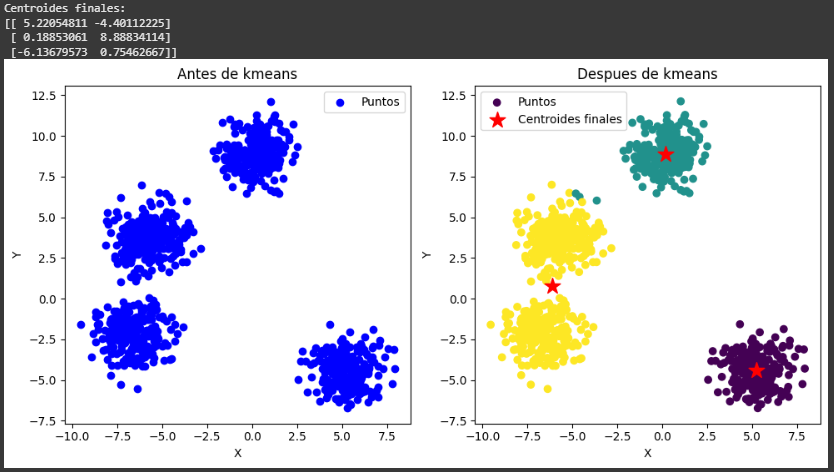 Centroides finales:
[[ 5.22054811 -4.40112225]
[ 0.18853061 8.88834114]
[-6.13679573 0.75462667]]
Antes de kmeans
Puntos
12.5
10.0
7.5
5.0
2.5
0.0
-2.5
-5.0
-7.5
Y
-10.0 -7.5 -5.0 -2.5 0.0 2.5 5.0 7.5
X
Despues de kmeans
Puntos
Centroides finales
12.5
10.0
7.5
5.0
2.5
0.0
-2.5
-5.0
-7.5
Y
-10.0 -7.5 -5.0 -2.5 0.0 2.5 5.0 7.5
X